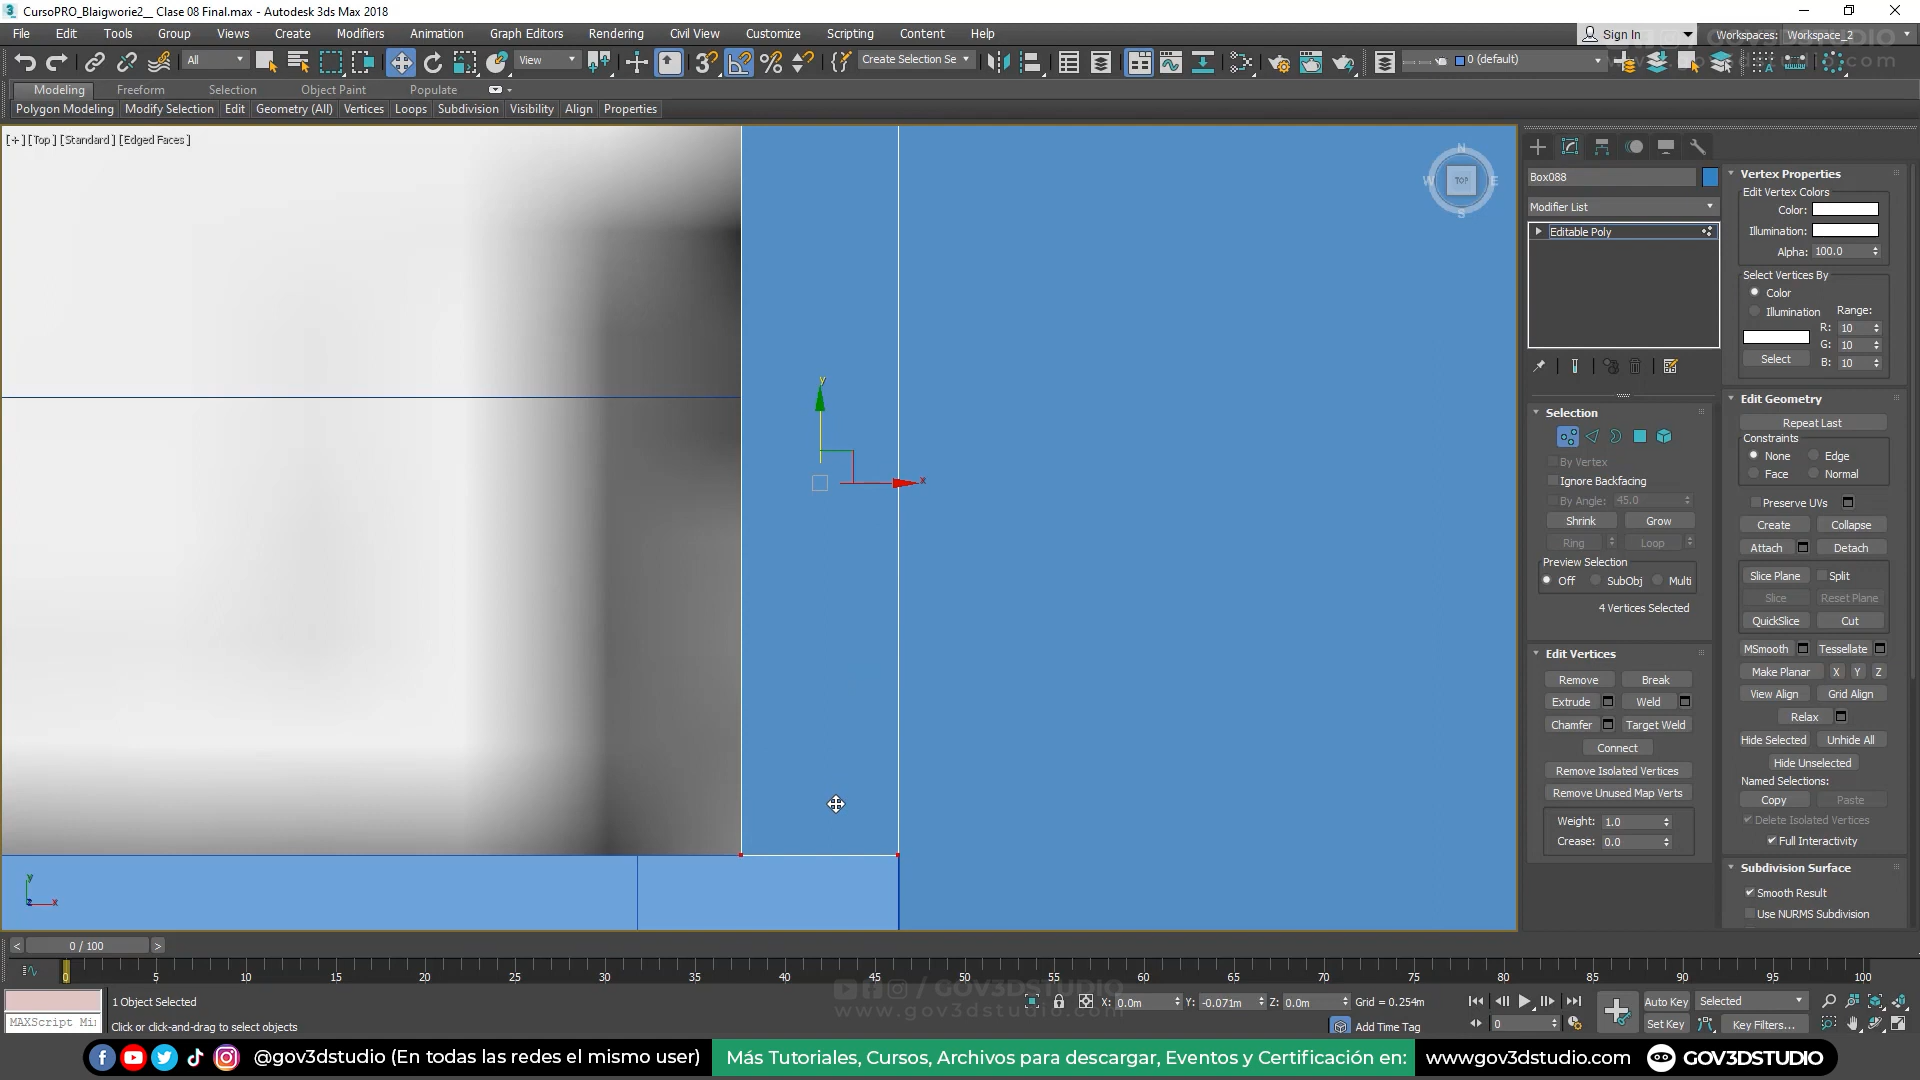 CursoPRO_Blaigworie2__ Clase 08 Final.max - Autodesk 3ds Max 2018
File Edit Tools Group Views Create Modifiers Animation Graph Editors Rendering Civil View Customize Scripting Content Help
Sign In Workspaces: Workspace_2
All View Create Selection Se 0 (default)
Modeling Freeform Selection Object Paint Populate
Polygon Modeling Modify Selection Edit Geometry (All) Vertices Loops Subdivision Visibility Align Properties
[+] [Top] [Standard] [Edged Faces]
N
W TOP E
S
Box088
Modifier List
Editable Poly
Selection
By Vertex
Ignore Backfacing
By Angle: 45.0
Shrink Grow
Ring Loop
Preview Selection
Off SubObj Multi
4 Vertices Selected
Edit Vertices
Remove Break
Extrude Weld
Chamfer Target Weld
Connect
Remove Isolated Vertices
Remove Unused Map Verts
Weight: 1.0
Crease: 0.0
Vertex Properties
Edit Vertex Colors
Color:
Illumination:
Alpha: 100.0
Select Vertices By
Color
Illumination Range:
R: 10
G: 10
Select B: 10
Edit Geometry
Repeat Last
Constraints
None Edge
Face Normal
Preserve UVs
Create Collapse
Attach Detach
Slice Plane Split
Slice Reset Plane
QuickSlice Cut
MSmooth Tessellate
Make Planar X Y Z
View Align Grid Align
Relax
Hide Selected Unhide All
Hide Unselected
Named Selections:
Copy Paste
Delete Isolated Vertices
Full Interactivity
Subdivision Surface
Smooth Result
Use NURMS Subdivision
y
x
y
z x
< 0 / 100 >
0 5 10 15 20 25 30 35 40 45 50 55 60 65 70 75 80 85 90 95 100
/ GOV3DSTUDIO
www.gov3dstudio.com
1 Object Selected
MAXScript Mi
Click or click-and-drag to select objects
X: 0.0m Y: -0.071m Z: 0.0m Grid = 0.254m
Add Time Tag
0
Auto Key Selected
Set Key Key Filters...
@gov3dstudio (En todas las redes el mismo user) Más Tutoriales, Cursos, Archivos para descargar, Eventos y Certificación en: www.gov3dstudio.com GOV3DSTUDIO